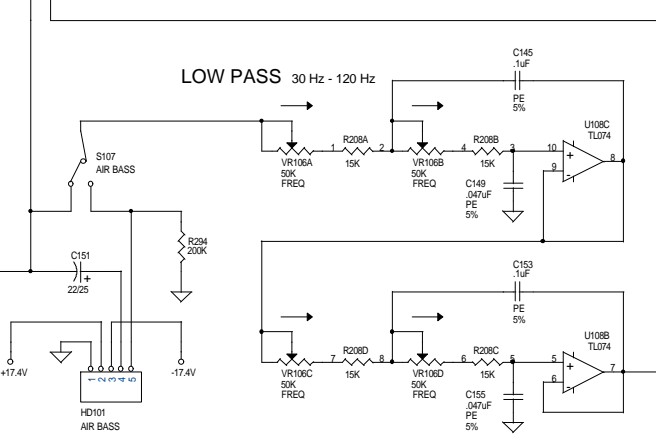 LOW PASS 30 Hz - 120 Hz
C145
.1uF
PE
5%
U108C
TL074
S107
AIR BASS
VR106A
50K
FREQ
1
R208A
15K
2
VR106B
50K
FREQ
4
R208B
15K
3
10
9
8
+
-
C149
.047uF
PE
5%
R294
200K
C151
+
22/25
C153
.1uF
PE
5%
U108B
TL074
VR106C
50K
FREQ
7
R208D
15K
8
VR106D
50K
FREQ
6
R208C
15K
5
5
6
7
+
-
C155
.047uF
PE
5%
+17.4V
-17.4V
1 2 3 4 5
HD101
AIR BASS